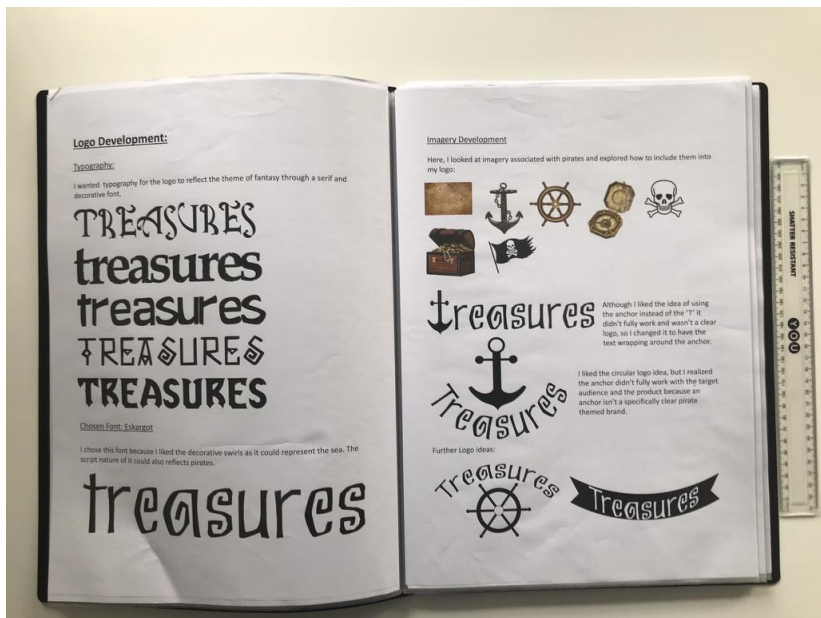 Logo Development:
Typography:
I wanted typography for the logo to reflect the theme of fantasy through a serif and
decorative font.
TREASURES
treasures
treasures
TREASURES
TREASURES
Chosen Font: Eskargot
I chose this font because I liked the decorative swirls as it could represent the sea. The
script nature of it could also reflects pirates.
treasures
Imagery Development
Here, I looked at imagery associated with pirates and explored how to include them into
my logo:
treasures
Although I liked the idea of using
the anchor instead of the 'T' it
didn't fully work and wasn't a clear
logo, so I changed it to have the
text wrapping around the anchor.
Treasures
I liked the circular logo idea, but I realized
the anchor didn't fully work with the target
audience and the product because an
anchor isn't a specifically clear pirate
themed brand.
Further Logo ideas:
Treasures
Treasures
SHATTER RESISTANT
YOU